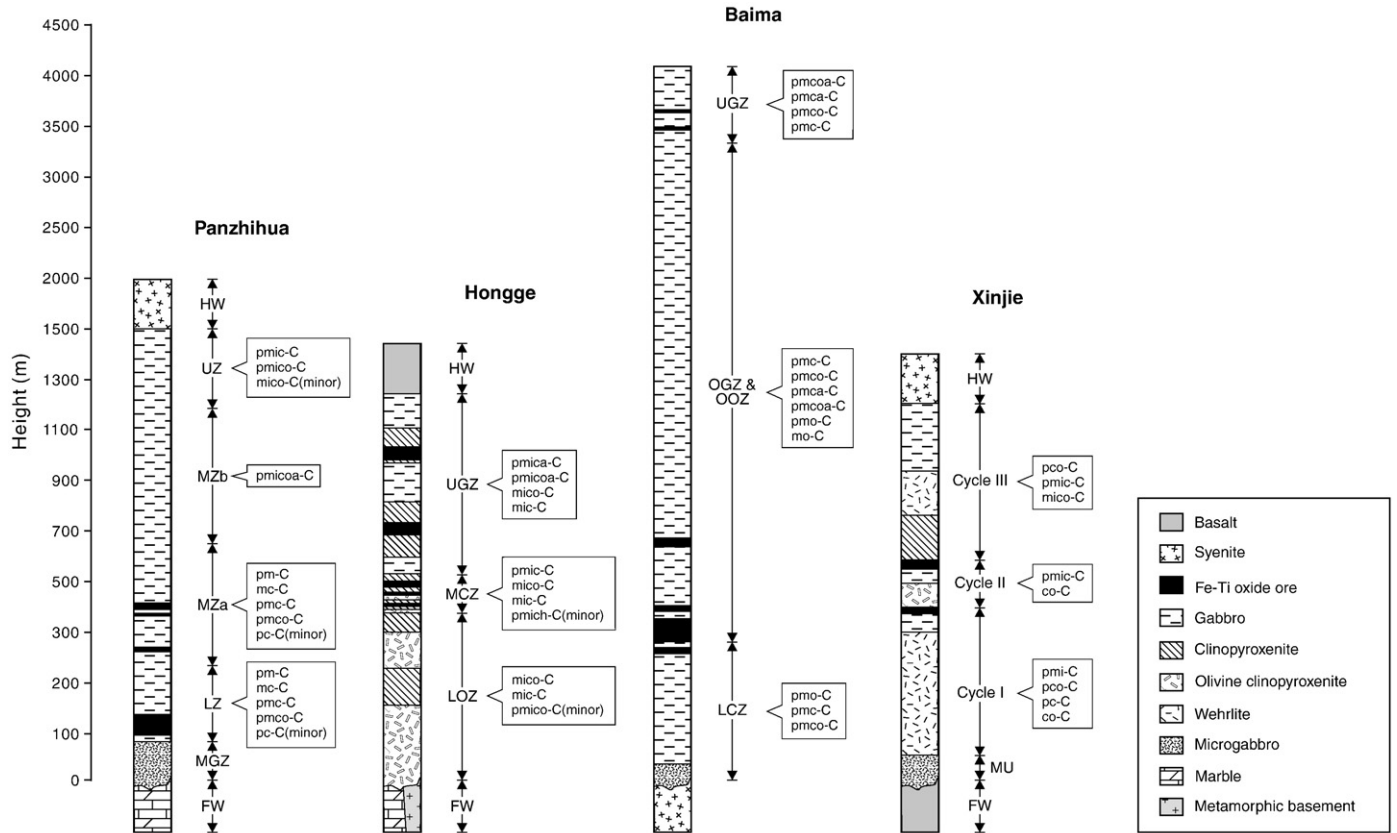 Baima
Panzhihua
Hongge
Xinjie
Height (m)
4500
4000
3500
3000
2500
2000
1500
1300
1100
900
700
500
300
200
100
0
HW
UZ
pmic-C
pmico-C
mico-C(minor)
MZb
pmicoa-C
MZa
pm-C
mc-C
pmc-C
pmco-C
pc-C(minor)
LZ
pm-C
mc-C
pmc-C
pmco-C
pc-C(minor)
MGZ
FW
HW
UGZ
pmica-C
pmicoa-C
mico-C
mic-C
MCZ
pmic-C
mico-C
mic-C
pmich-C(minor)
LOZ
mico-C
mic-C
pmico-C(minor)
FW
UGZ
pmcoa-C
pmca-C
pmco-C
pmc-C
OGZ &
OOZ
pmc-C
pmco-C
pmca-C
pmcoa-C
pmo-C
mo-C
LCZ
pmo-C
pmc-C
pmco-C
HW
Cycle III
pco-C
pmic-C
mico-C
Cycle II
pmic-C
co-C
Cycle I
pmi-C
pco-C
pc-C
co-C
MU
FW
Basalt
Syenite
Fe-Ti oxide ore
Gabbro
Clinopyroxenite
Olivine clinopyroxenite
Wehrlite
Microgabbro
Marble
Metamorphic basement